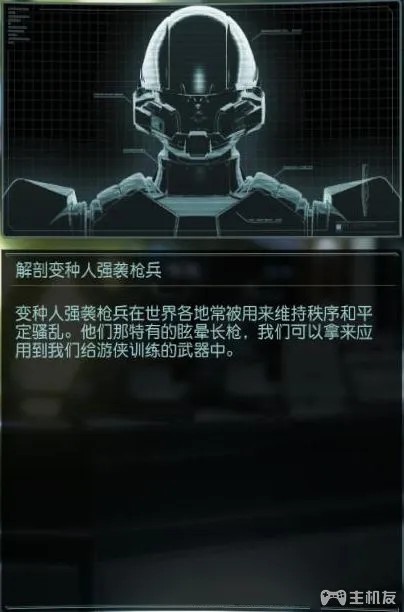 解剖变种人强袭枪兵
变种人强袭枪兵在世界各地常被用来维持秩序和平
定骚乱。他们那特有的眩晕长枪，我们可以拿来应
用到我们给游侠训练的武器中。
主机友